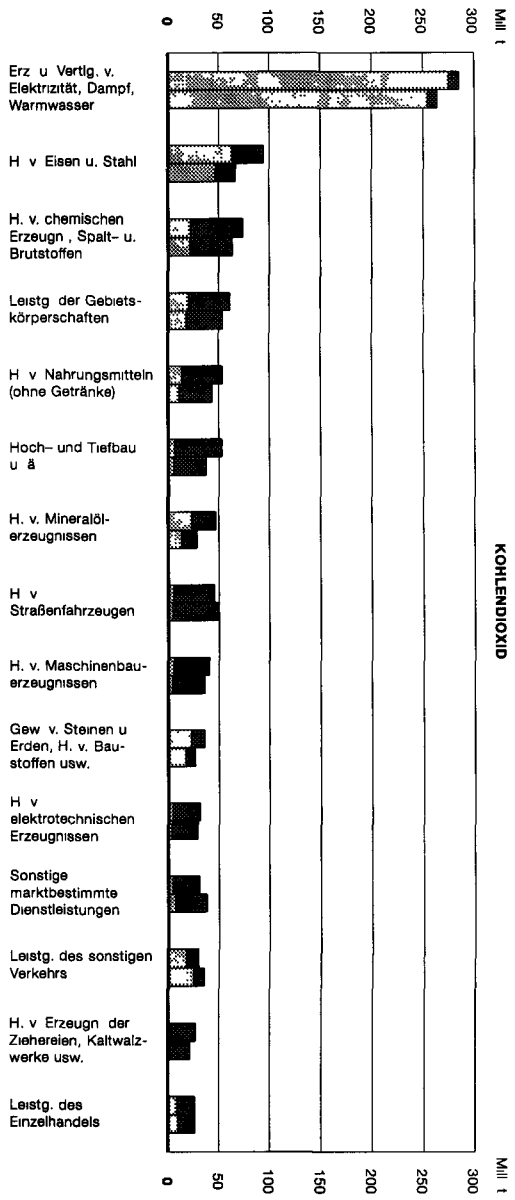 Mill t
0
50
100
150
200
250
300
Erz u Vertlg. v.
Elektrizität, Dampf,
Warmwasser
H v Eisen u. Stahl
H. v. chemischen
Erzeugn , Spalt- u.
Brutstoffen
Leistg der Gebiets-
körperschaften
H v Nahrungsmitteln
(ohne Getränke)
Hoch- und Tiefbau
u ä
H. v. Mineralöl-
erzeugnissen
H v
Straßenfahrzeugen
H. v. Maschinenbau-
erzeugnissen
Gew v. Steinen u
Erden, H. v. Bau-
stoffen usw.
H v
elektrotechnischen
Erzeugnissen
Sonstige
marktbestimmte
Dienstleistungen
Leistg. des sonstigen
Verkehrs
H. v Erzeugn der
Ziehereien, Kaltwalz-
werke usw.
Leistg. des
Einzelhandels
KOHLENDIOXID
0
50
100
150
200
250
300
Mill t